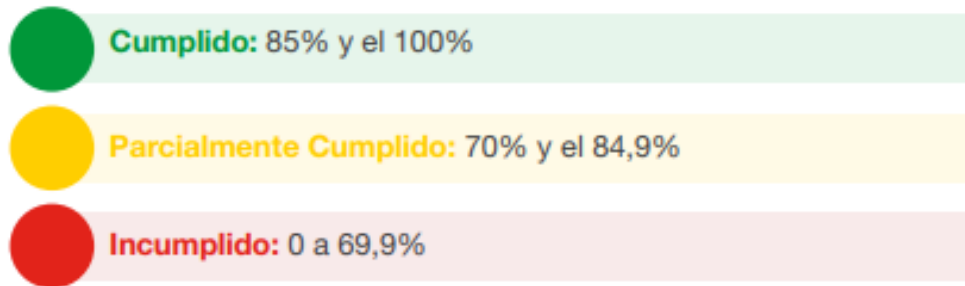 Cumplido: 85% y el 100%
Parcialmente Cumplido: 70% y el 84,9%
Incumplido: 0 a 69,9%